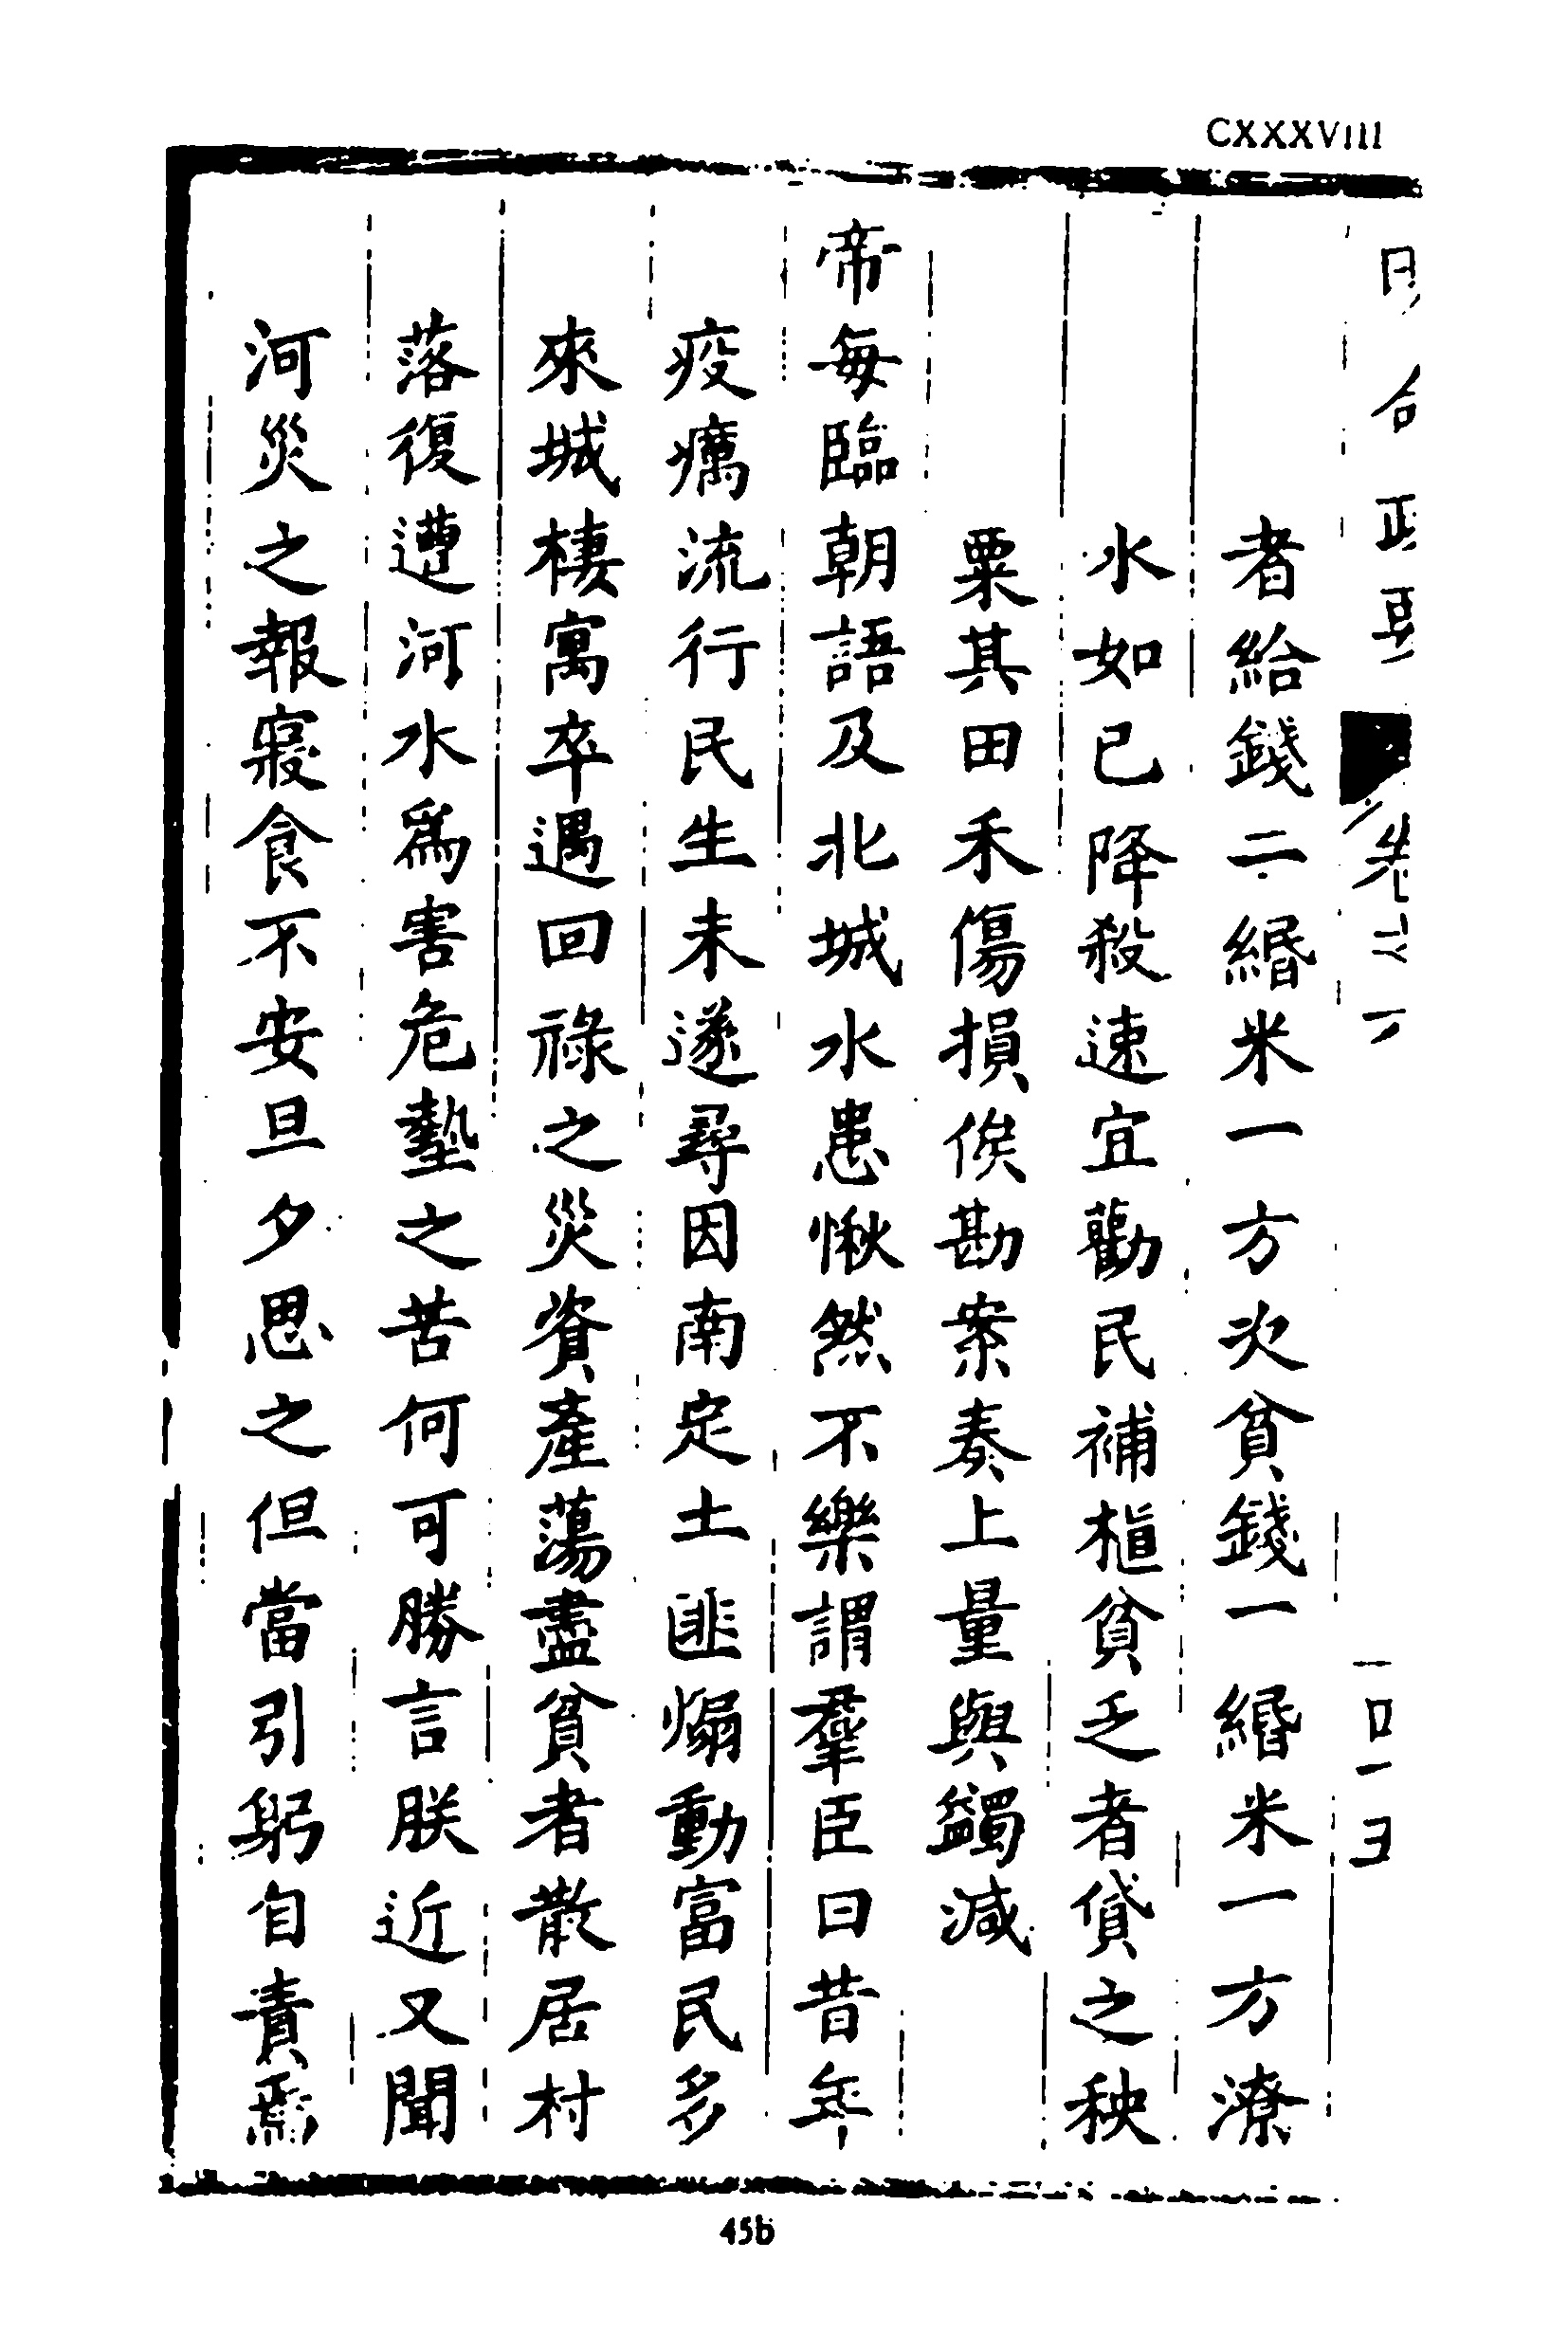 CXXXVIII
者給錢二緡米一方次貧錢一緡米一方潦
水如已降殺速宜勸民補植貧乏者貸之秧
粟其田禾傷損俟勘案奏上量與蠲减
帝每臨朝語及北城水患愀然不樂謂羣臣曰昔年
疫癘流行民生未遂尋因南定土匪煽動富民多
來城棲寓卒遇回祿之災資產蕩盡貧者散居村
落復遭河水爲害危墊之苦何可勝言朕近又聞
河災之報寢食不安旦夕思之但當引躬自責焉
45b